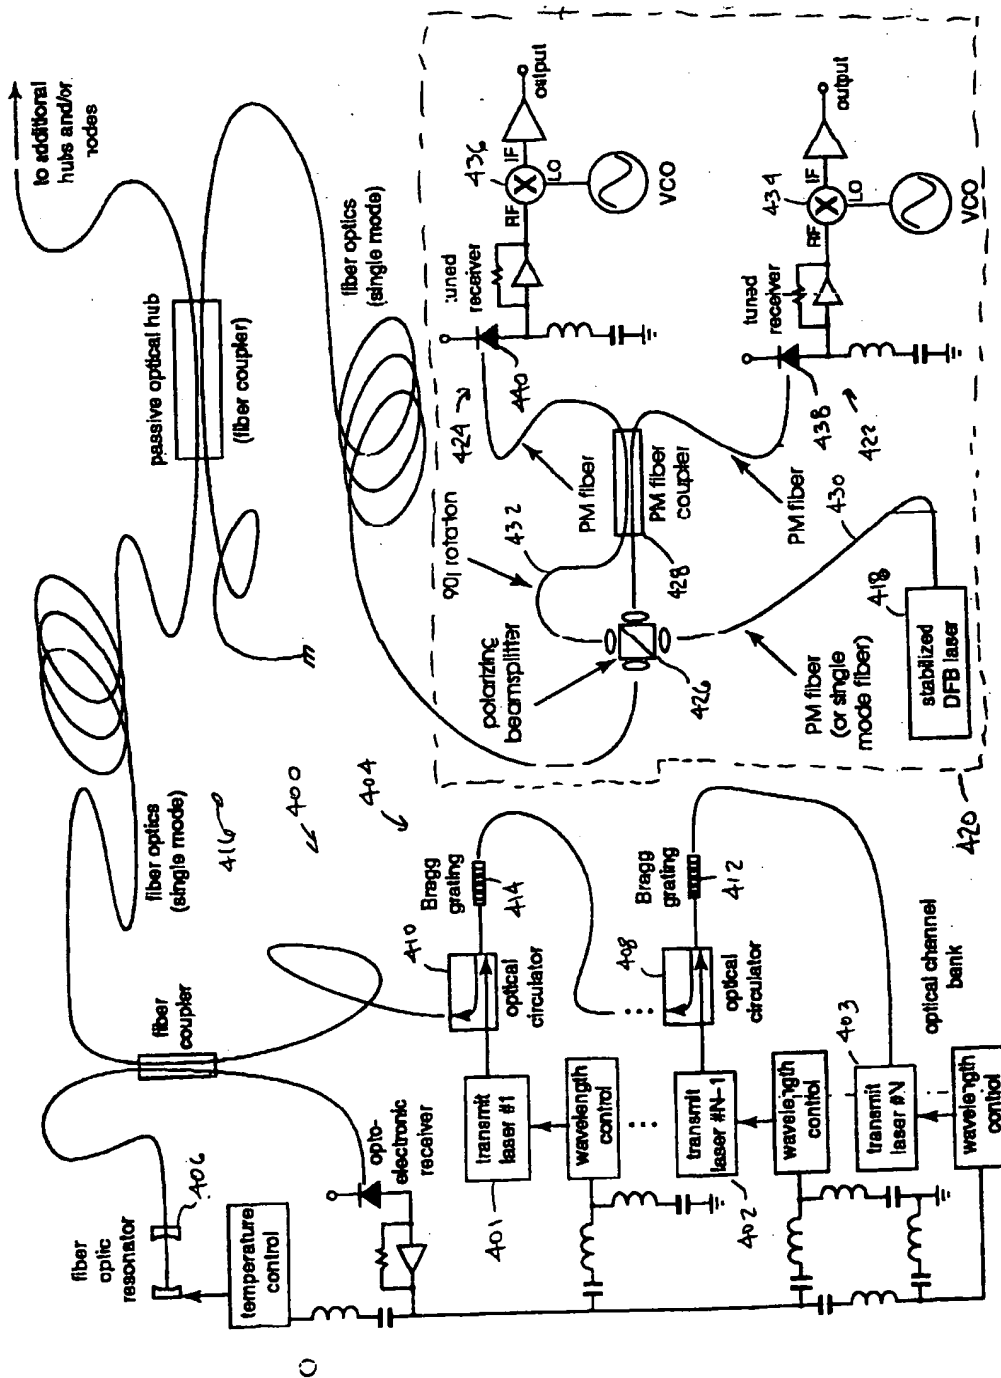 to additional
hubs and/or
nodes
passive optical hub
(fiber coupler)
fiber optics
(single mode)
fiber optics
(single mode)
416
400
404
fiber
coupler
fiber
optic
resonator
406
temperature
control
opto-
electronic
receiver
410
Bragg
grating
414
optical
circulator
transmit
laser #1
401
wavelength
control
408
Bragg
grating
412
optical
circulator
transmit
laser #N-1
402
wavelength
control
403
transmit
laser #N
optical channel
bank
wavelength
control
tuned
receiver
424
440
436
RF
IF
LO
VCO
output
PM fiber
90° rotation
432
PM fiber
coupler
428
polarizing
beamsplitter
426
PM fiber
(or single
mode fiber)
430
418
stabilized
DFB laser
420
PM fiber
tuned
receiver
438
422
434
RF
IF
LO
VCO
output